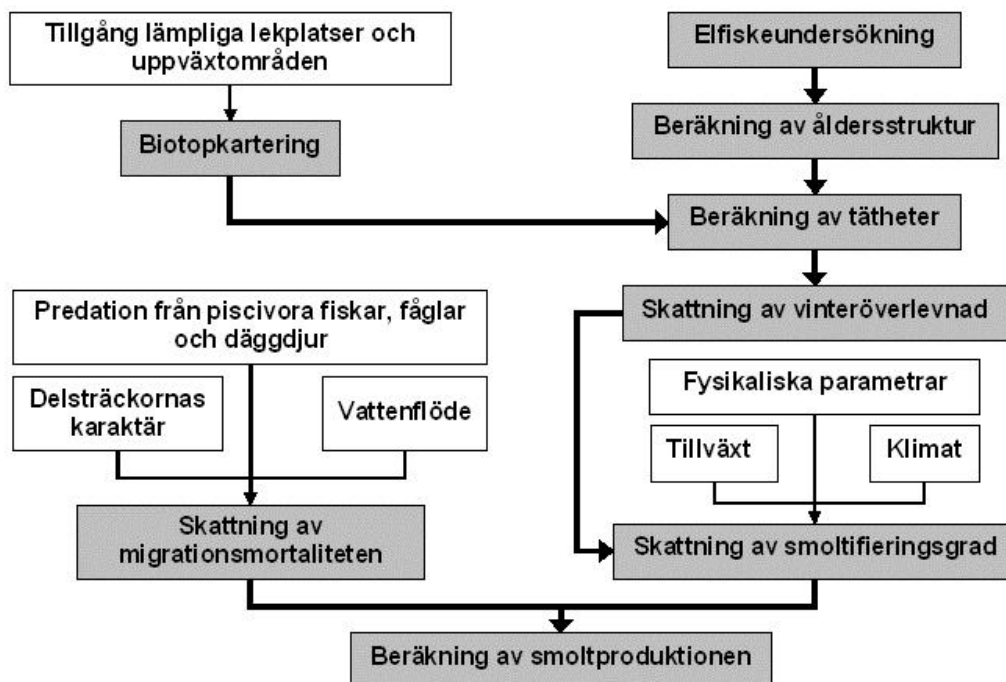 Tillgång lämpliga lekplatser och
uppväxtområden
Elfiskeundersökning
Biotopkartering
Beräkning av åldersstruktur
Beräkning av tätheter
Predation från piscivora fiskar, fåglar
och däggdjur
Skattning av vinteröverlevnad
Delsträckornas
karaktär
Vattenflöde
Fysikaliska parametrar
Tillväxt
Klimat
Skattning av
migrationsmortaliteten
Skattning av smoltifieringsgrad
Beräkning av smoltproduktionen